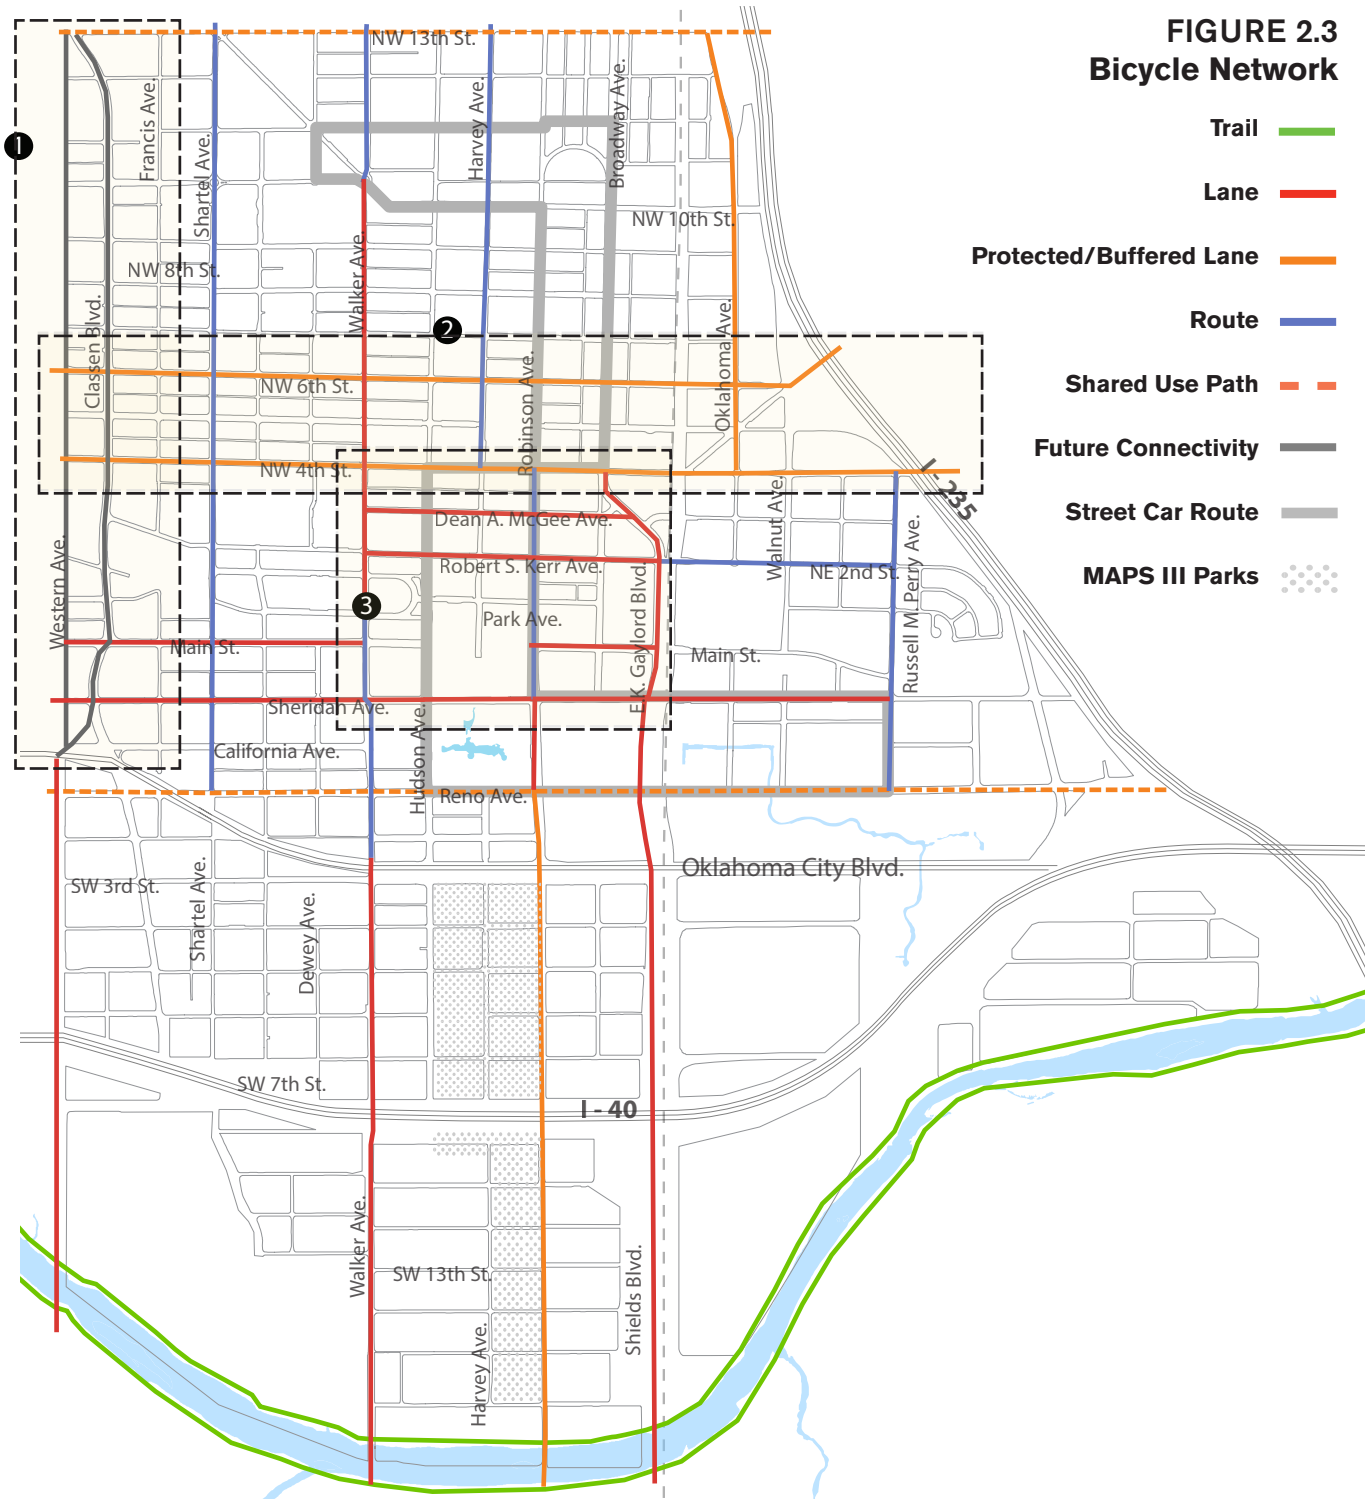 FIGURE 2.3
Bicycle Network
Trail
Lane
Protected/Buffered Lane
Route
Shared Use Path
Future Connectivity
Street Car Route
MAPS III Parks
NW 13th St.
1
Francis Ave.
Shartel Ave.
Harvey Ave.
Broadway Ave.
NW 10th St.
NW 8th St.
Walker Ave.
2
Classen Blvd.
Oklahoma Ave.
NW 6th St.
Robinson Ave.
NW 4th St.
I - 235
Dean A. McGee Ave.
Walnut Ave.
Western Ave.
Robert S. Kerr Ave.
NE 2nd St.
Russell M. Perry Ave.
3
Park Ave.
E.K. Gaylord Blvd.
Main St.
Main St.
Sheridan Ave.
California Ave.
Hudson Ave.
Reno Ave.
Oklahoma City Blvd.
SW 3rd St.
Shartel Ave.
Dewey Ave.
SW 7th St.
I - 40
Walker Ave.
SW 13th St.
Shields Blvd.
Harvey Ave.